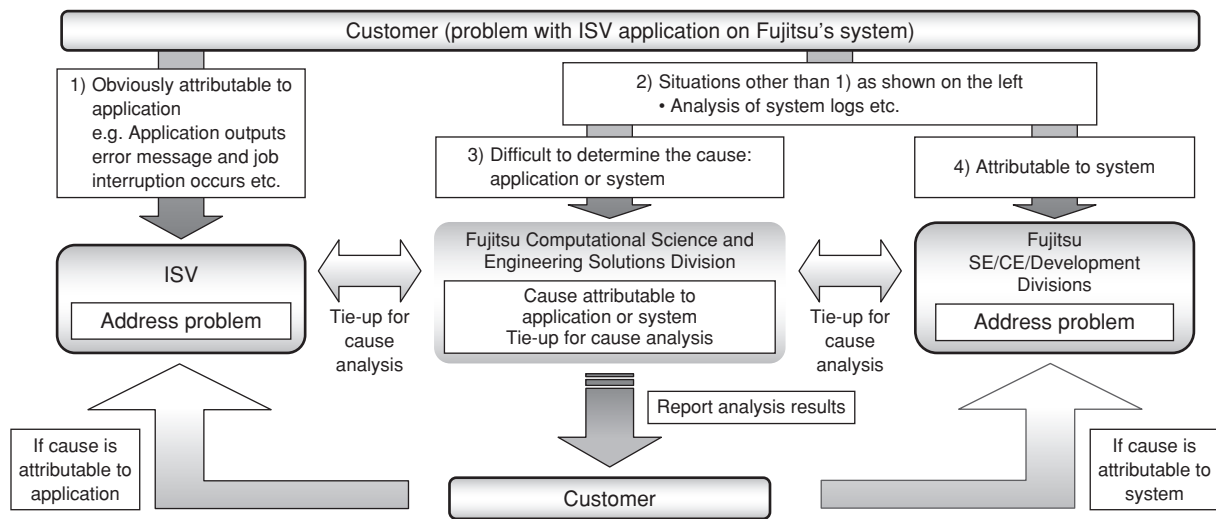 Customer (problem with ISV application on Fujitsu's system)
1) Obviously attributable to
application
e.g. Application outputs
error message and job
interruption occurs etc.
2) Situations other than 1) as shown on the left
• Analysis of system logs etc.
3) Difficult to determine the cause:
application or system
4) Attributable to system
ISV
Address problem
Tie-up for
cause
analysis
Fujitsu Computational Science and
Engineering Solutions Division
Cause attributable to
application or system
Tie-up for cause analysis
Tie-up for
cause
analysis
Fujitsu
SE/CE/Development
Divisions
Address problem
Report analysis results
If cause is
attributable to
application
Customer
If cause is
attributable to
system